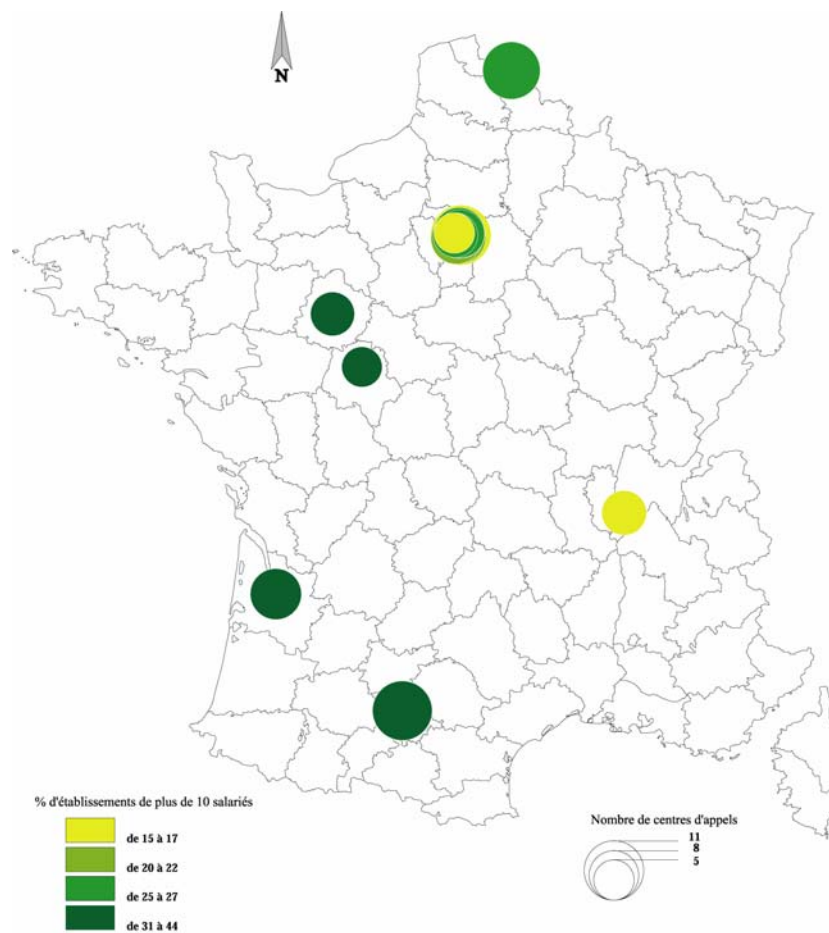 N
% d'établissements de plus de 10 salariés
de 15 à 17
de 20 à 22
de 25 à 27
de 31 à 44
Nombre de centres d'appels
11
8
5